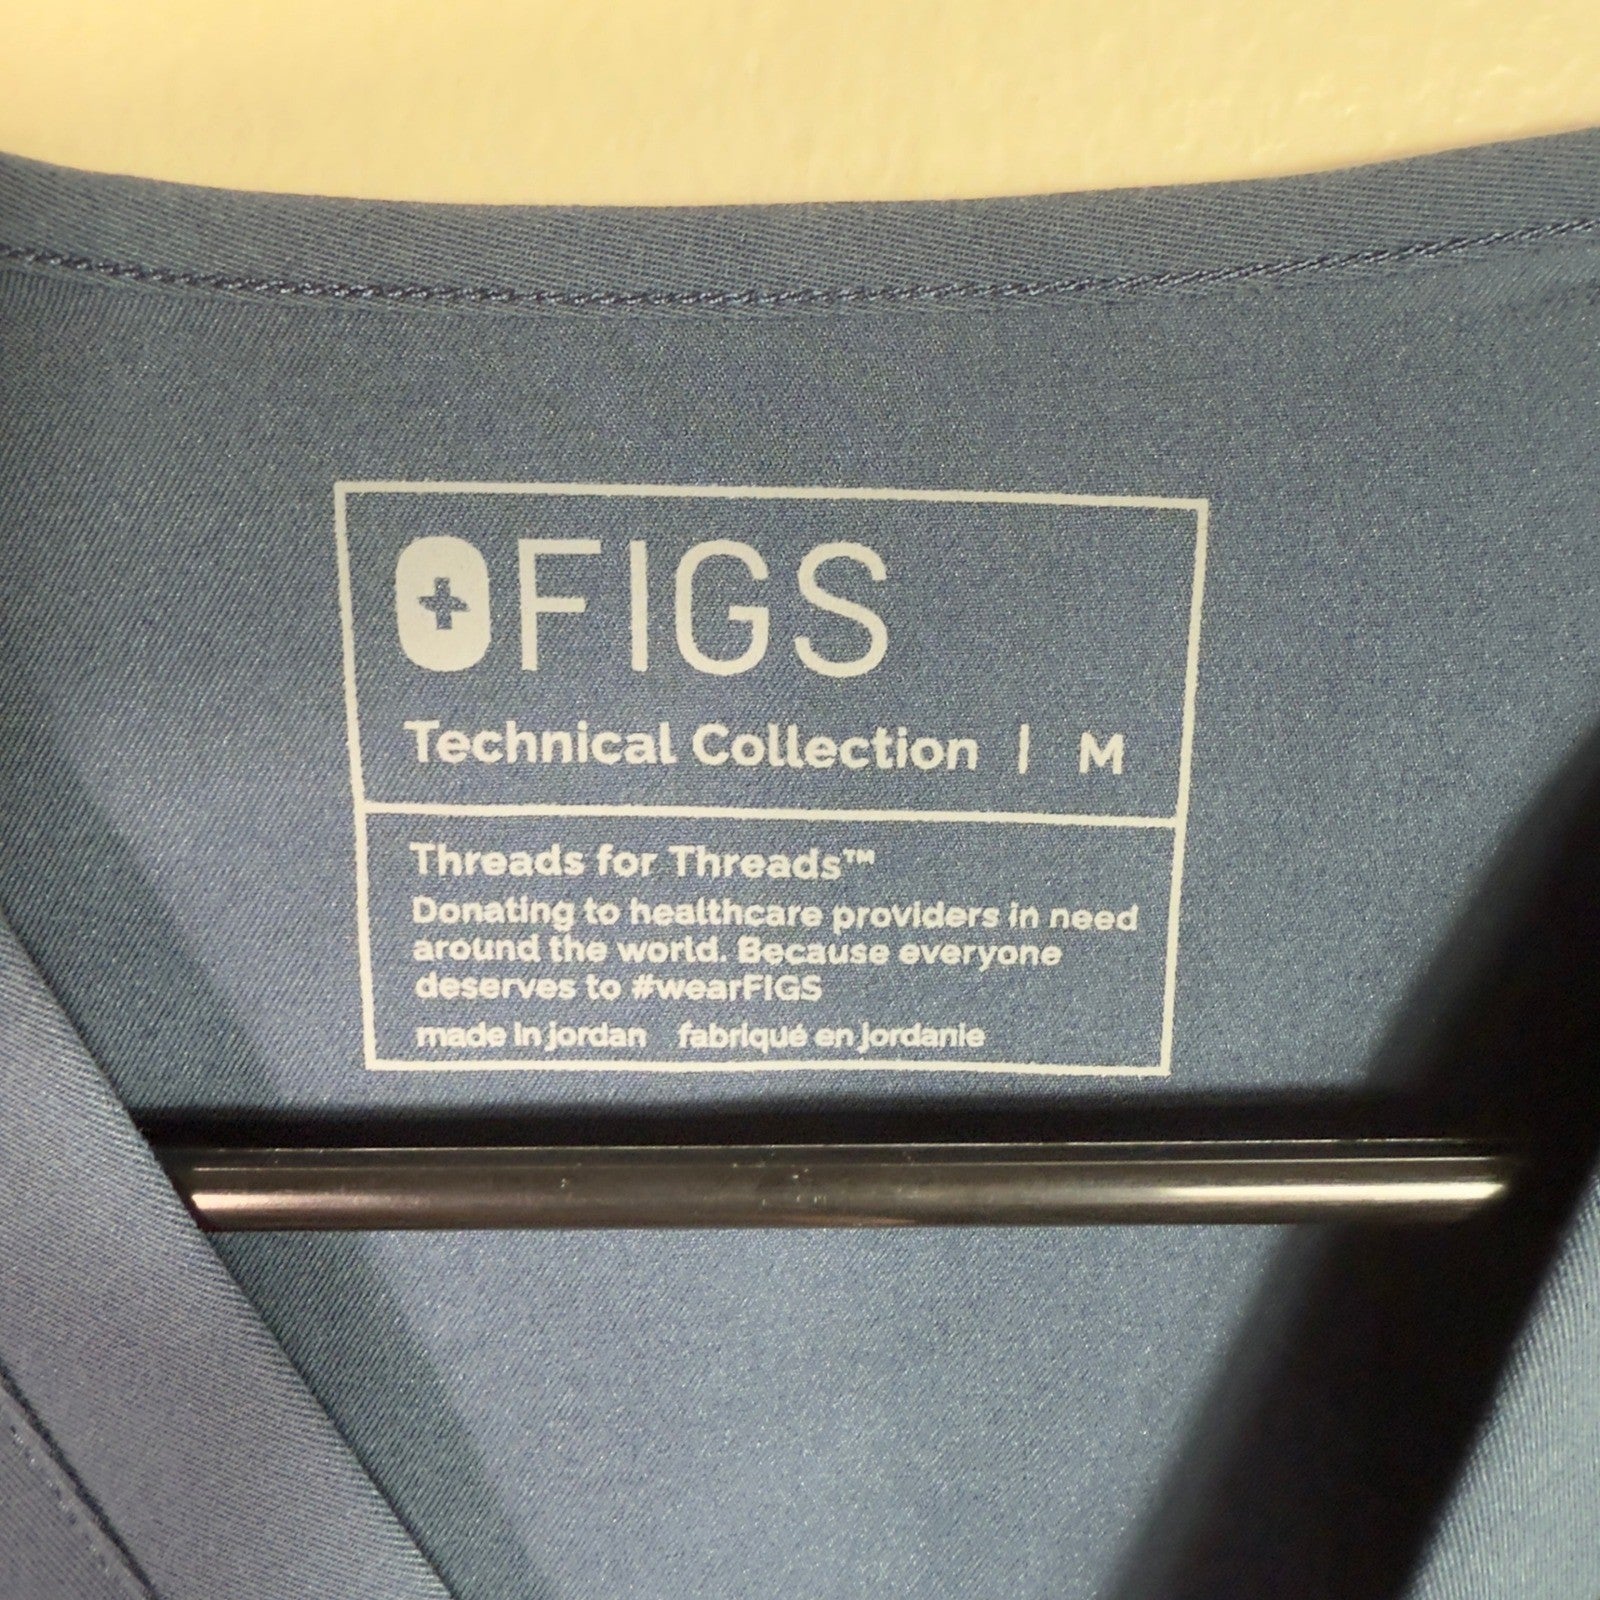 FIGS
Technical Collection | M
Threads for Threads™
Donating to healthcare providers in need
around the world. Because everyone
deserves to #wearFIGS
made in jordan fabriqué en jordanie